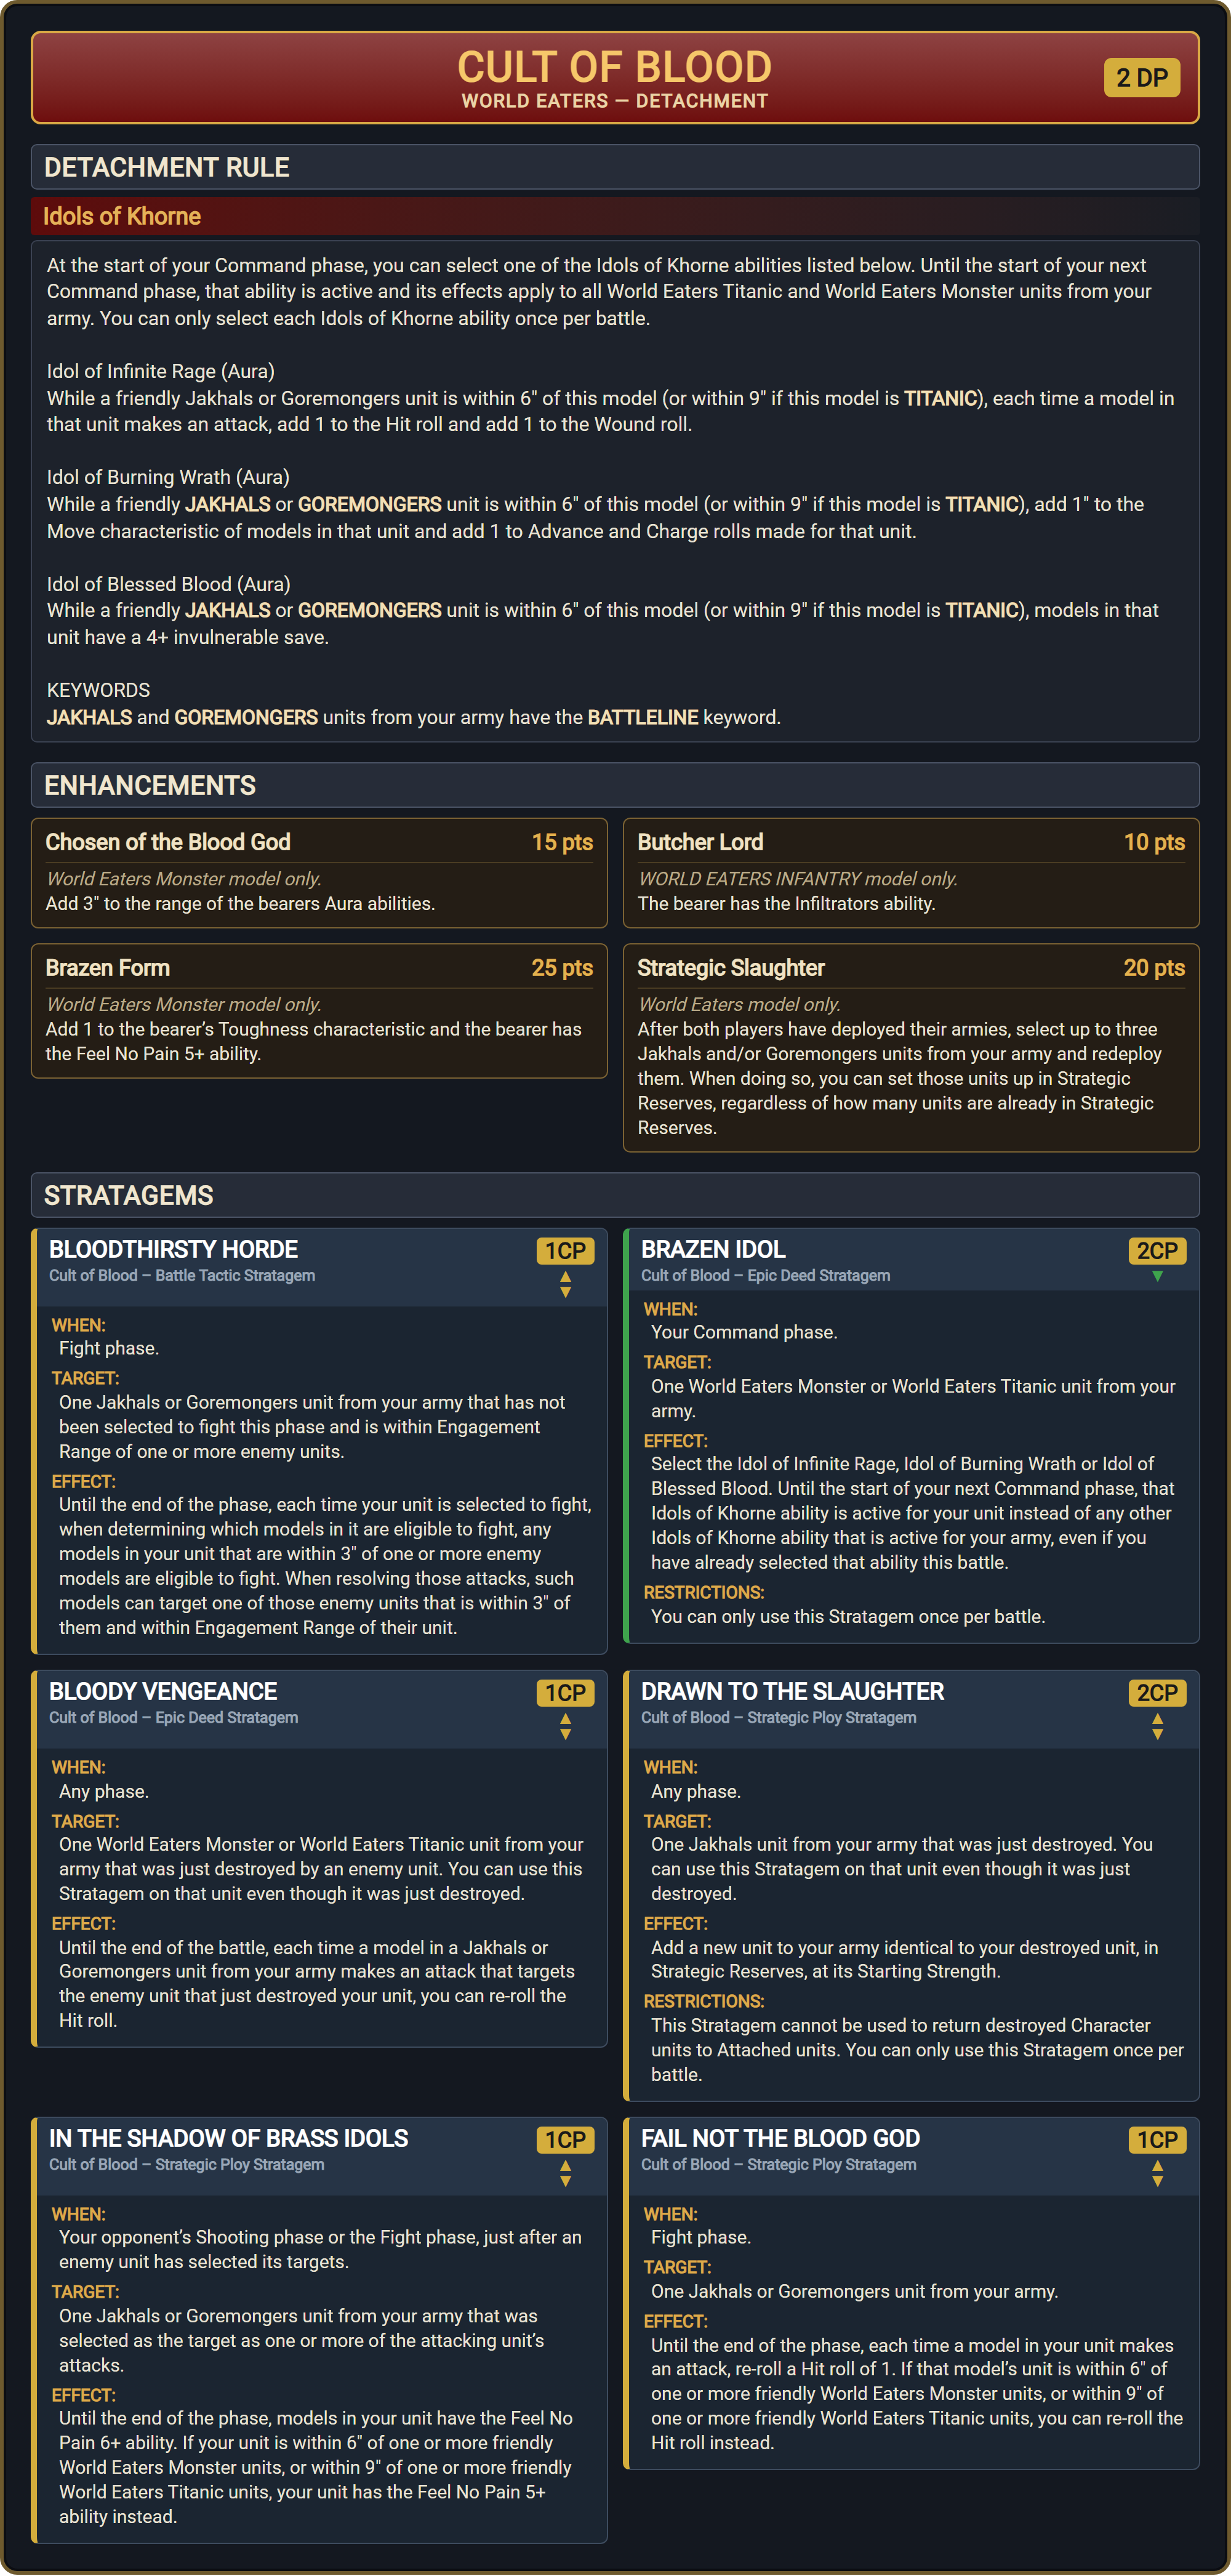 CULT OF BLOOD
WORLD EATERS — DETACHMENT
2 DP
DETACHMENT RULE
Idols of Khorne
At the start of your Command phase, you can select one of the Idols of Khorne abilities listed below. Until the start of your next
Command phase, that ability is active and its effects apply to all World Eaters Titanic and World Eaters Monster units from your
army. You can only select each Idols of Khorne ability once per battle.
Idol of Infinite Rage (Aura)
While a friendly Jakhals or Goremongers unit is within 6" of this model (or within 9" if this model is TITANIC), each time a model in
that unit makes an attack, add 1 to the Hit roll and add 1 to the Wound roll.
Idol of Burning Wrath (Aura)
While a friendly JAKHALS or GOREMONGERS unit is within 6" of this model (or within 9" if this model is TITANIC), add 1" to the
Move characteristic of models in that unit and add 1 to Advance and Charge rolls made for that unit.
Idol of Blessed Blood (Aura)
While a friendly JAKHALS or GOREMONGERS unit is within 6" of this model (or within 9" if this model is TITANIC), models in that
unit have a 4+ invulnerable save.
KEYWORDS
JAKHALS and GOREMONGERS units from your army have the BATTLELINE keyword.
ENHANCEMENTS
Chosen of the Blood God 15 pts
World Eaters Monster model only.
Add 3" to the range of the bearers Aura abilities.
Butcher Lord 10 pts
WORLD EATERS INFANTRY model only.
The bearer has the Infiltrators ability.
Brazen Form 25 pts
World Eaters Monster model only.
Add 1 to the bearer’s Toughness characteristic and the bearer has
the Feel No Pain 5+ ability.
Strategic Slaughter 20 pts
World Eaters model only.
After both players have deployed their armies, select up to three
Jakhals and/or Goremongers units from your army and redeploy
them. When doing so, you can set those units up in Strategic
Reserves, regardless of how many units are already in Strategic
Reserves.
STRATAGEMS
BLOODTHIRSTY HORDE 1CP
Cult of Blood – Battle Tactic Stratagem
▲
▼
WHEN:
Fight phase.
TARGET:
One Jakhals or Goremongers unit from your army that has not
been selected to fight this phase and is within Engagement
Range of one or more enemy units.
EFFECT:
Until the end of the phase, each time your unit is selected to fight,
when determining which models in it are eligible to fight, any
models in your unit that are within 3" of one or more enemy
models are eligible to fight. When resolving those attacks, such
models can target one of those enemy units that is within 3" of
them and within Engagement Range of their unit.
BRAZEN IDOL 2CP
Cult of Blood – Epic Deed Stratagem
▼
WHEN:
Your Command phase.
TARGET:
One World Eaters Monster or World Eaters Titanic unit from your
army.
EFFECT:
Select the Idol of Infinite Rage, Idol of Burning Wrath or Idol of
Blessed Blood. Until the start of your next Command phase, that
Idols of Khorne ability is active for your unit instead of any other
Idols of Khorne ability that is active for your army, even if you
have already selected that ability this battle.
RESTRICTIONS:
You can only use this Stratagem once per battle.
BLOODY VENGEANCE 1CP
Cult of Blood – Epic Deed Stratagem
▲
▼
WHEN:
Any phase.
TARGET:
One World Eaters Monster or World Eaters Titanic unit from your
army that was just destroyed by an enemy unit. You can use this
Stratagem on that unit even though it was just destroyed.
EFFECT:
Until the end of the battle, each time a model in a Jakhals or
Goremongers unit from your army makes an attack that targets
the enemy unit that just destroyed your unit, you can re-roll the
Hit roll.
DRAWN TO THE SLAUGHTER 2CP
Cult of Blood – Strategic Ploy Stratagem
▲
▼
WHEN:
Any phase.
TARGET:
One Jakhals unit from your army that was just destroyed. You
can use this Stratagem on that unit even though it was just
destroyed.
EFFECT:
Add a new unit to your army identical to your destroyed unit, in
Strategic Reserves, at its Starting Strength.
RESTRICTIONS:
This Stratagem cannot be used to return destroyed Character
units to Attached units. You can only use this Stratagem once per
battle.
IN THE SHADOW OF BRASS IDOLS 1CP
Cult of Blood – Strategic Ploy Stratagem
▲
▼
WHEN:
Your opponent’s Shooting phase or the Fight phase, just after an
enemy unit has selected its targets.
TARGET:
One Jakhals or Goremongers unit from your army that was
selected as the target as one or more of the attacking unit’s
attacks.
EFFECT:
Until the end of the phase, models in your unit have the Feel No
Pain 6+ ability. If your unit is within 6" of one or more friendly
World Eaters Monster units, or within 9" of one or more friendly
World Eaters Titanic units, your unit has the Feel No Pain 5+
ability instead.
FAIL NOT THE BLOOD GOD 1CP
Cult of Blood – Strategic Ploy Stratagem
▲
▼
WHEN:
Fight phase.
TARGET:
One Jakhals or Goremongers unit from your army.
EFFECT:
Until the end of the phase, each time a model in your unit makes
an attack, re-roll a Hit roll of 1. If that model’s unit is within 6" of
one or more friendly World Eaters Monster units, or within 9" of
one or more friendly World Eaters Titanic units, you can re-roll the
Hit roll instead.